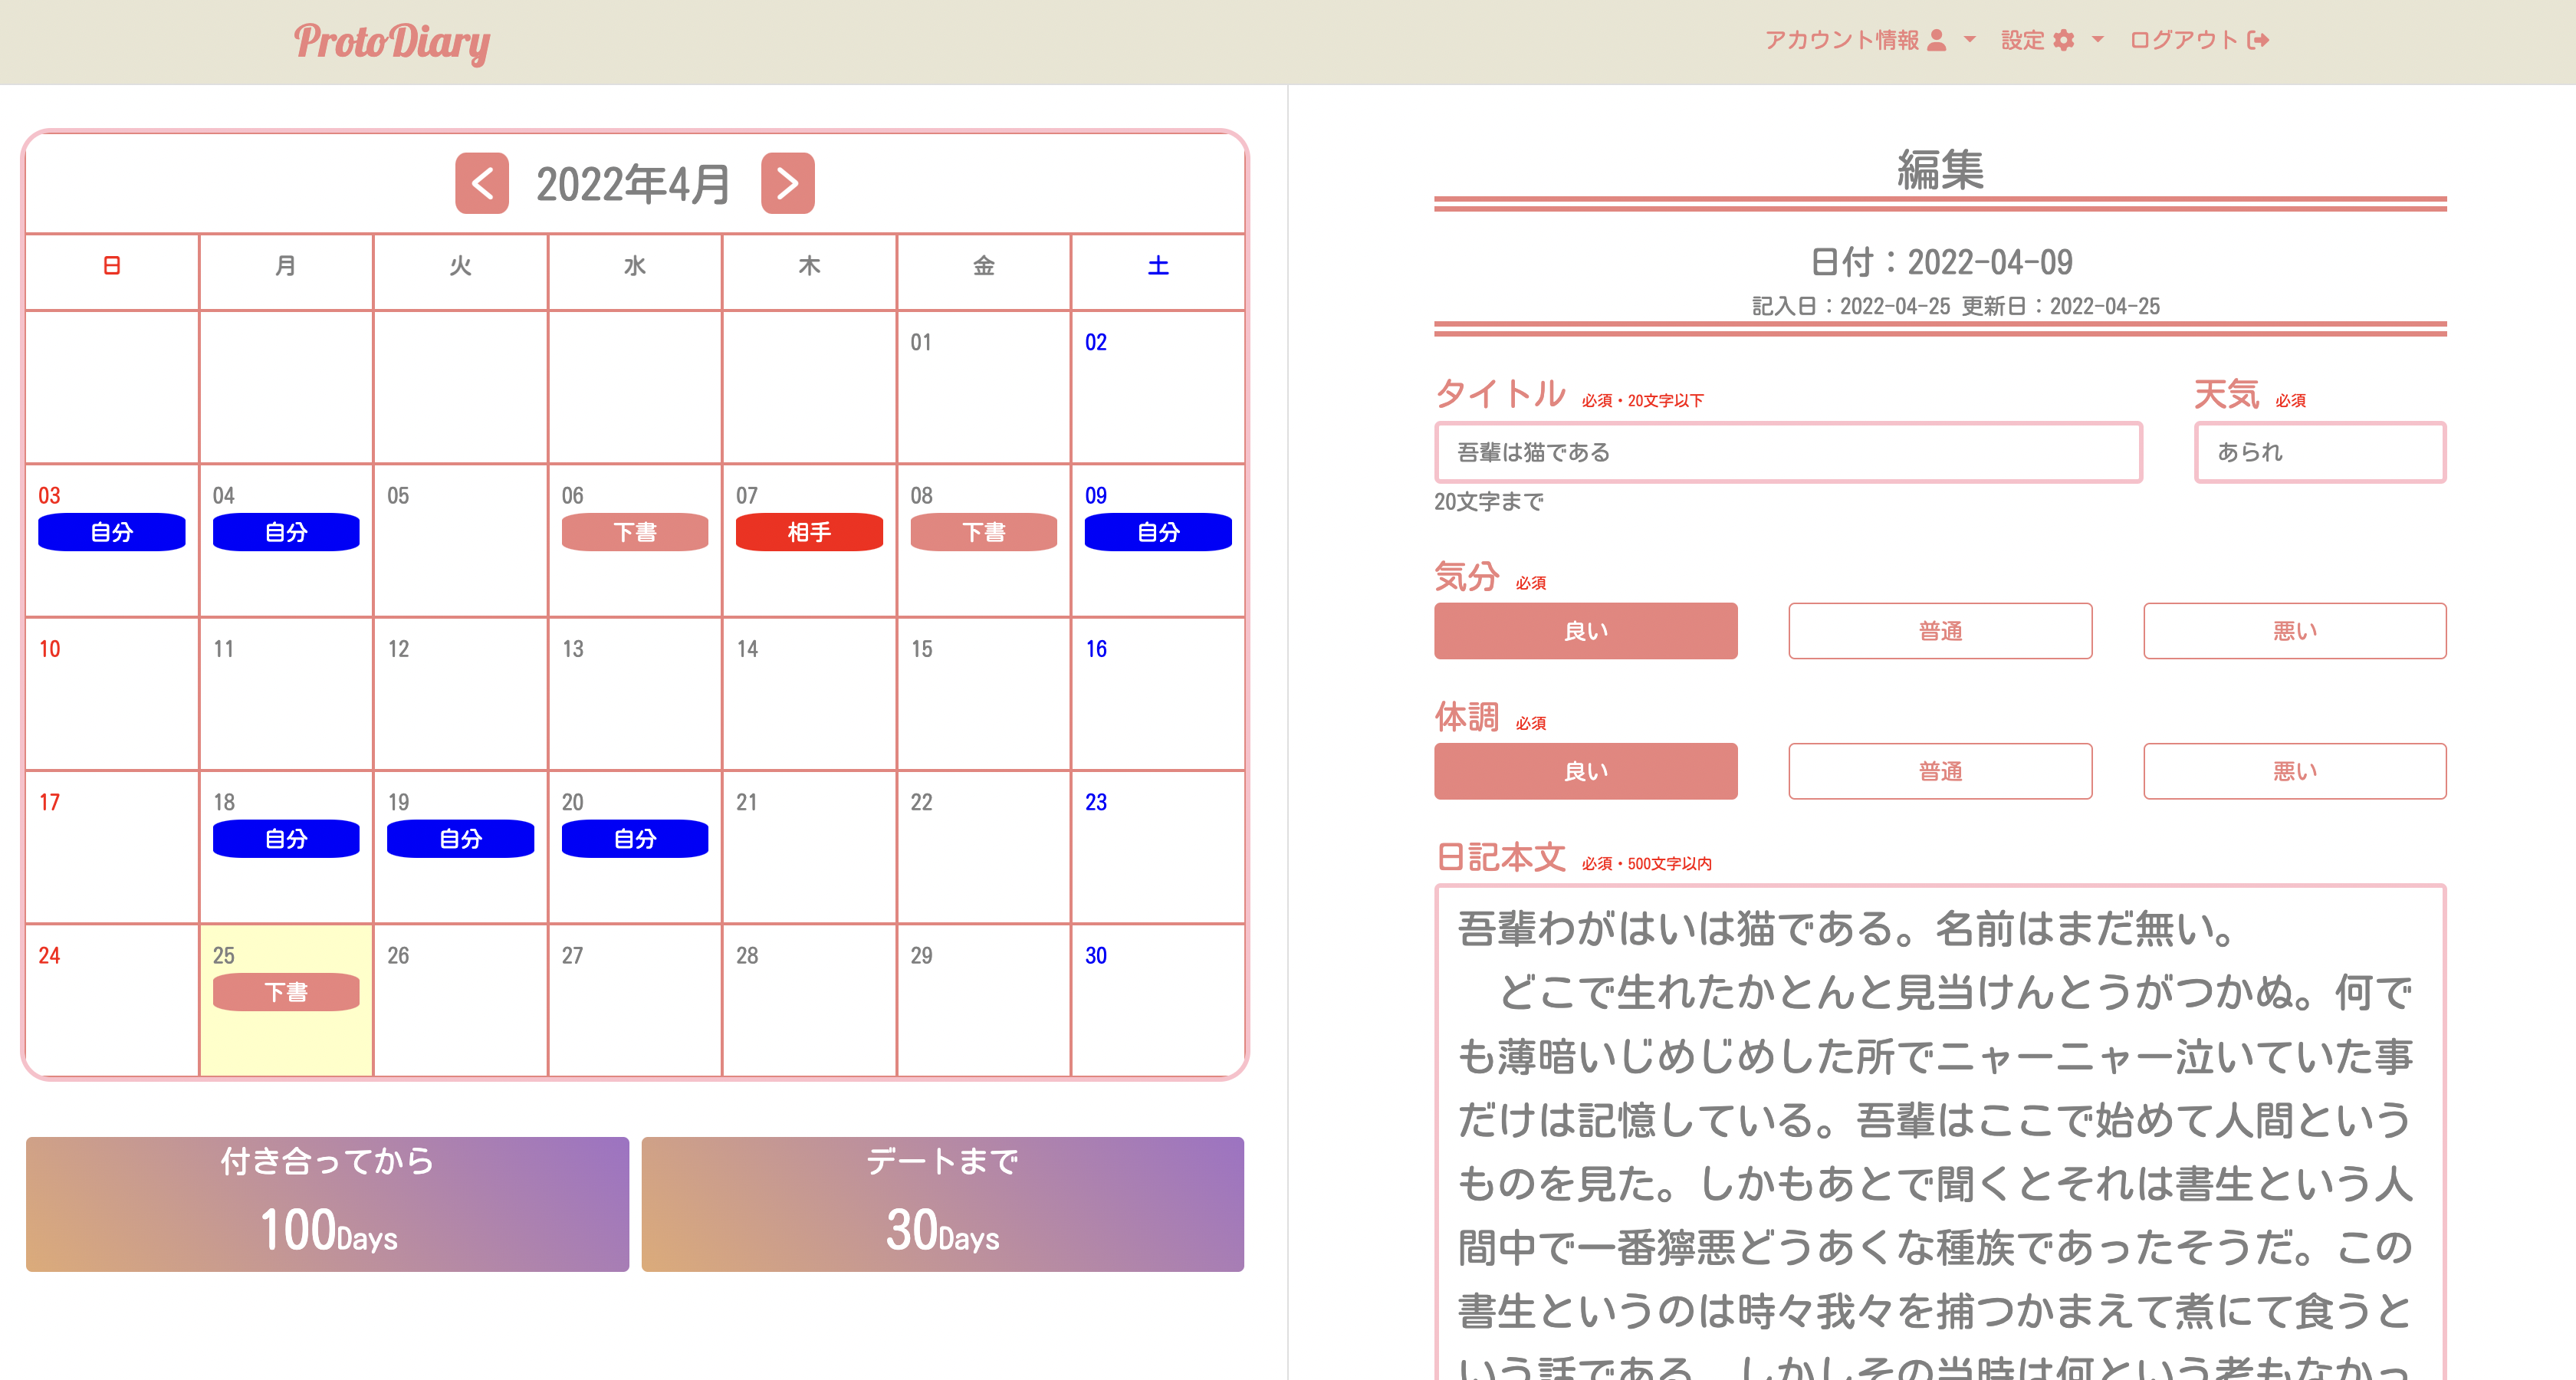 ProtoDiary
アカウント情報 設定 ログアウト
2022年4月
日 月 火 水 木 金 土
01 02
03 04 05 06 07 08 09
自分 自分 下書 相手 下書 自分
10 11 12 13 14 15 16
17 18 19 20 21 22 23
自分 自分 自分
24 25 26 27 28 29 30
下書
付き合ってから
100Days
デートまで
30Days
編集
日付：2022-04-09
記入日：2022-04-25 更新日：2022-04-25
タイトル 必須・20文字以下
吾輩は猫である
20文字まで
天気 必須
あられ
気分 必須
良い 普通 悪い
体調 必須
良い 普通 悪い
日記本文 必須・500文字以内
吾輩わがはいは猫である。名前はまだ無い。
　どこで生れたかとんと見当けんとうがつかぬ。何で
も薄暗いじめじめした所でニャーニャー泣いていた事
だけは記憶している。吾輩はここで始めて人間という
ものを見た。しかもあとで聞くとそれは書生という人
間中で一番獰悪どうあくな種族であったそうだ。この
書生というのは時々我々を捕つかまえて煮にて食うと
いう話である。しかしその当時は何という考もなかっ